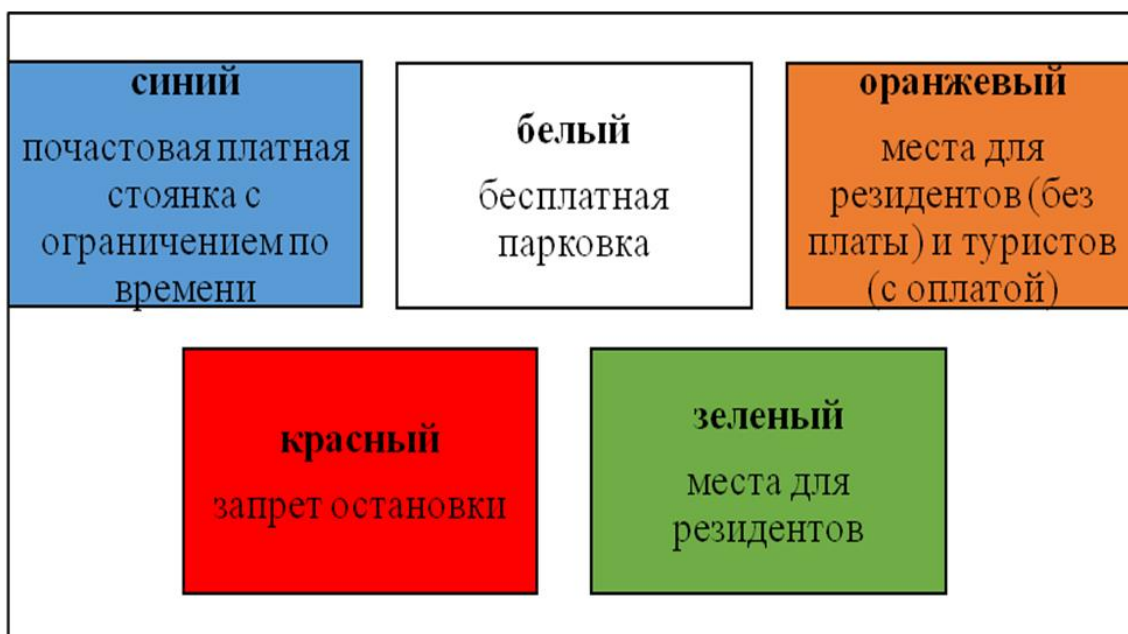 синий
почастовая платная
стоянка с
ограничением по
времени
белый
бесплатная
парковка
оранжевый
места для
резидентов (без
платы) и туристов
(с оплатой)
красный
запрет остановки
зеленый
места для
резидентов